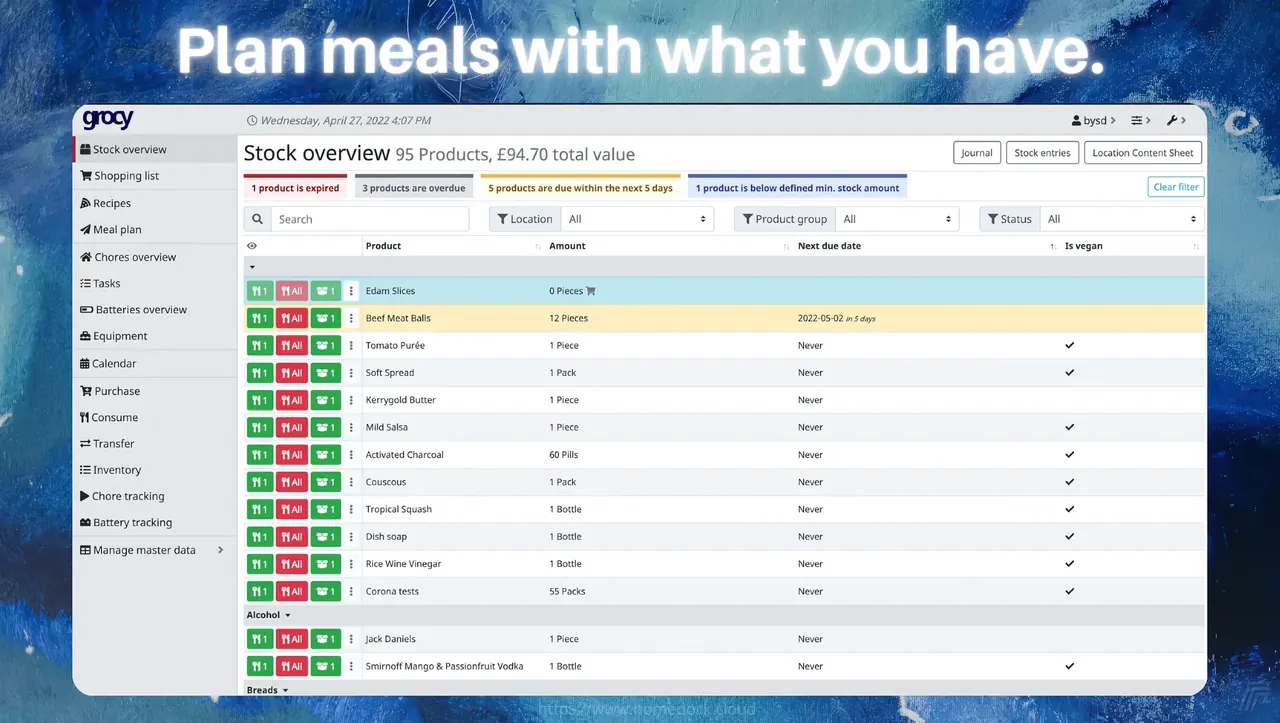 Plan meals with what you have.
grocy
Wednesday, April 27, 2022 4:07 PM
bysd
Stock overview
Shopping list
Recipes
Meal plan
Chores overview
Tasks
Batteries overview
Equipment
Calendar
Purchase
Consume
Transfer
Inventory
Chore tracking
Battery tracking
Manage master data
Stock overview 95 Products, £94.70 total value
Journal Stock entries Location Content Sheet
1 product is expired 3 products are overdue 5 products are due within the next 5 days 1 product is below defined min. stock amount Clear filter
Search Location All Product group All Status All
Product Amount Next due date Is vegan
1 All 1 Edam Slices 0 Pieces
1 All 1 Beef Meat Balls 12 Pieces 2022-05-02 in 5 days
1 All 1 Tomato Purée 1 Piece Never
1 All 1 Soft Spread 1 Pack Never
1 All 1 Kerrygold Butter 1 Piece Never
1 All 1 Mild Salsa 1 Piece Never
1 All 1 Activated Charcoal 60 Pills Never
1 All 1 Couscous 1 Pack Never
1 All 1 Tropical Squash 1 Bottle Never
1 All 1 Dish soap 1 Bottle Never
1 All 1 Rice Wine Vinegar 1 Bottle Never
1 All 1 Corona tests 55 Packs Never
Alcohol
1 All 1 Jack Daniels 1 Piece Never
1 All 1 Smirnoff Mango & Passionfruit Vodka 1 Bottle Never
Breads
https://www.homedock.cloud